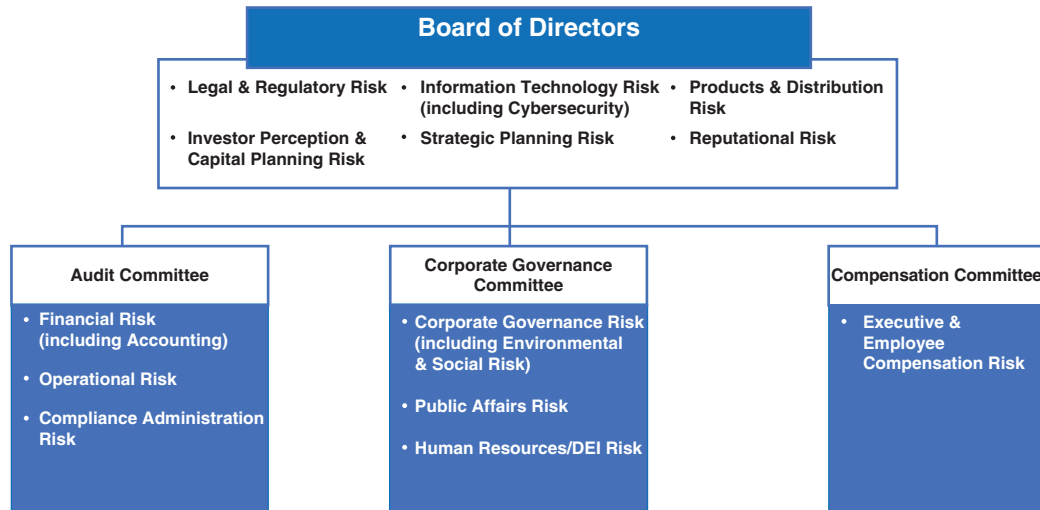 Board of Directors
• Legal & Regulatory Risk
• Information Technology Risk
(including Cybersecurity)
• Products & Distribution
Risk
• Investor Perception &
Capital Planning Risk
• Strategic Planning Risk
• Reputational Risk
Audit Committee
• Financial Risk
(including Accounting)
• Operational Risk
• Compliance Administration
Risk
Corporate Governance
Committee
• Corporate Governance Risk
(including Environmental
& Social Risk)
• Public Affairs Risk
• Human Resources/DEI Risk
Compensation Committee
• Executive &
Employee
Compensation Risk